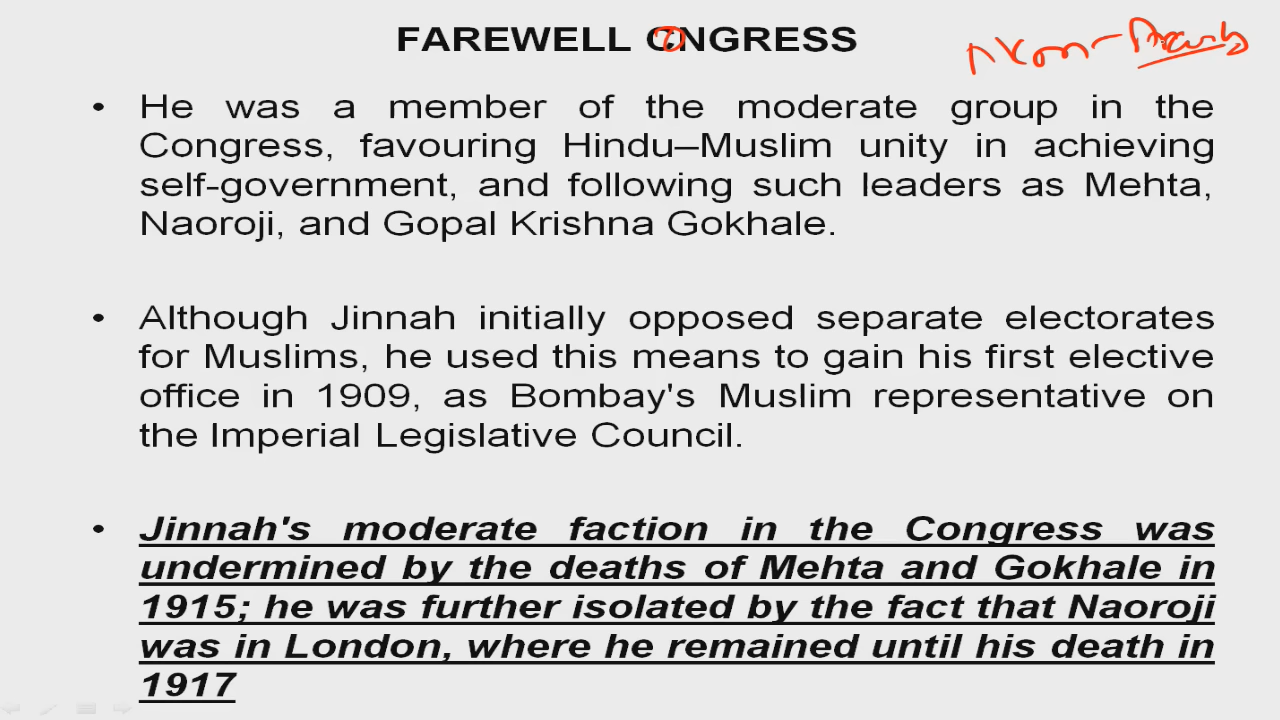 FAREWELL CNGRESS
• He was a member of the moderate group in the
Congress, favouring Hindu–Muslim unity in achieving
self-government, and following such leaders as Mehta,
Naoroji, and Gopal Krishna Gokhale.
• Although Jinnah initially opposed separate electorates
for Muslims, he used this means to gain his first elective
office in 1909, as Bombay's Muslim representative on
the Imperial Legislative Council.
• Jinnah's moderate faction in the Congress was
undermined by the deaths of Mehta and Gokhale in
1915; he was further isolated by the fact that Naoroji
was in London, where he remained until his death in
1917